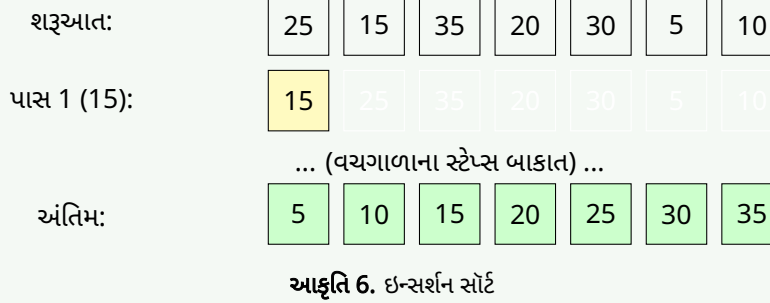 શરૂઆત: 25 15 35 20 30 5 10
પાસ 1 (15): 15 25 35 20 30 5 10
... (વચગાળાના સ્ટેપ્સ બાકાત) ...
અંતિમ: 5 10 15 20 25 30 35
આકૃતિ 6. ઇન્સર્શન સૉર્ટ